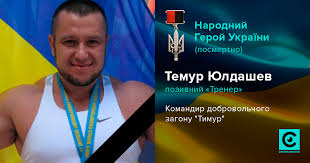 Народний
Герой України
(посмертно)
Темур Юлдашев
позивний «Тренер»
Командир добровольчого
загону "Тимур"